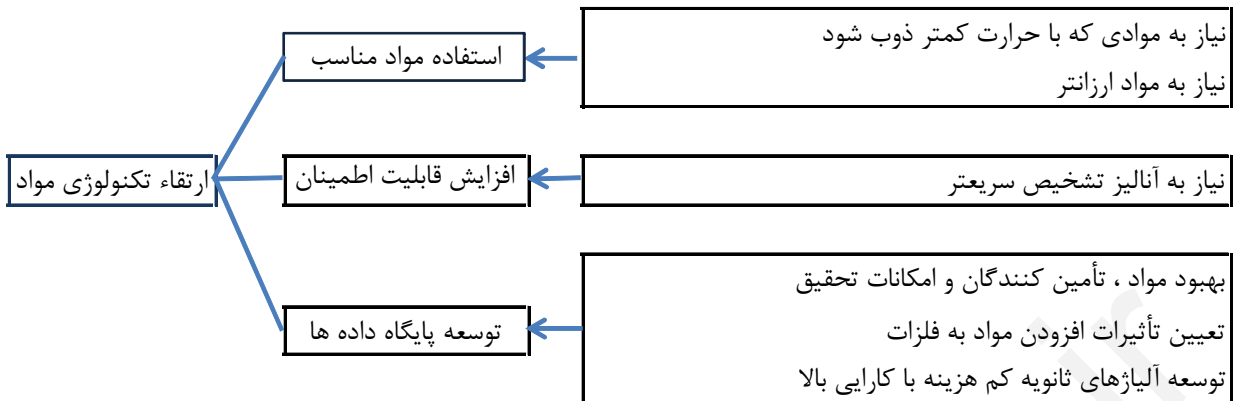 نیاز به موادی که با حرارت کمتر ذوب شود
نیاز به مواد ارزانتر
استفاده مواد مناسب
نیاز به آنالیز تشخیص سریعتر
افزایش قابلیت اطمینان
ارتقاء تکنولوژی مواد
بهبود مواد ، تأمین کنندگان و امکانات تحقیق
تعیین تأثیرات افزودن مواد به فلزات
توسعه آلیاژهای ثانویه کم هزینه با کارایی بالا
توسعه پایگاه داده ها